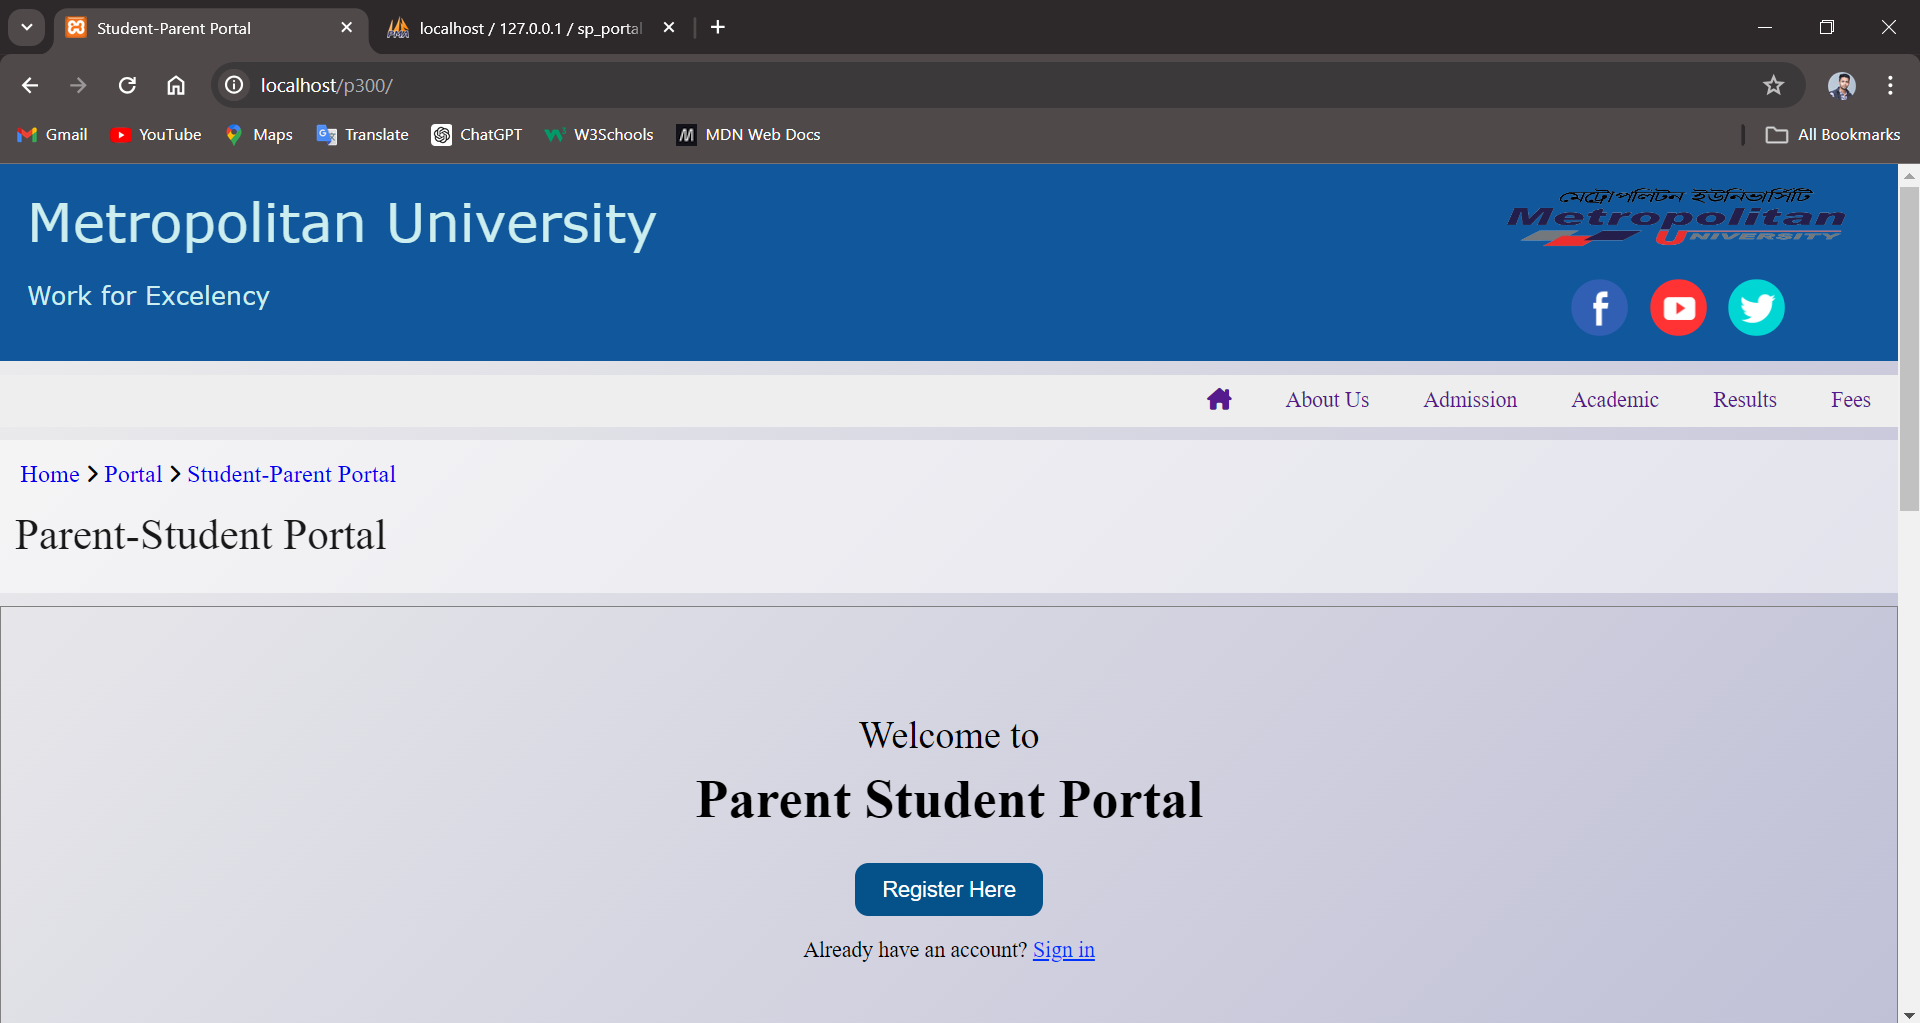 Student-Parent Portal
localhost / 127.0.0.1 / sp_portal
localhost/p300/
Gmail
YouTube
Maps
Translate
ChatGPT
W3Schools
MDN Web Docs
All Bookmarks
Metropolitan University
Work for Excelency
মেট্রোপলিটন ইউনিভার্সিটি
Metropolitan
UNIVERSITY
About Us
Admission
Academic
Results
Fees
Home
Portal
Student-Parent Portal
Parent-Student Portal
Welcome to
Parent Student Portal
Register Here
Already have an account? Sign in